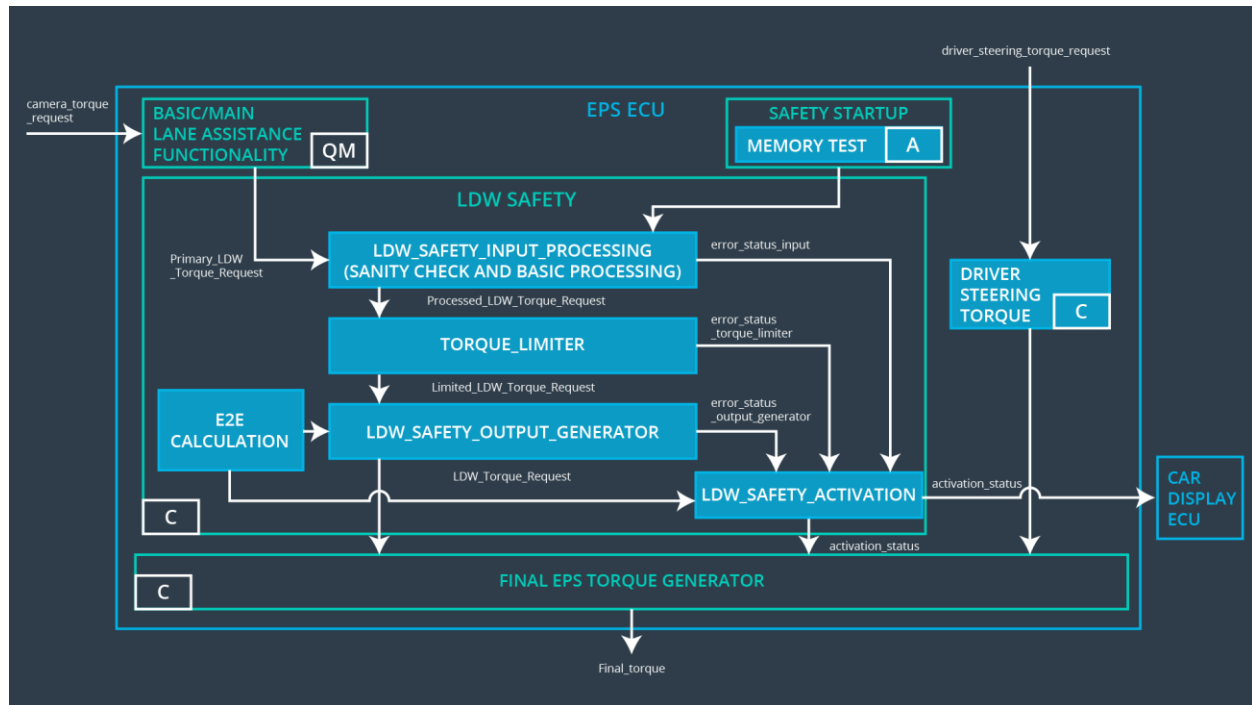 driver_steering_torque_request
camera_torque
_request
EPS ECU
BASIC/MAIN
LANE ASSISTANCE
FUNCTIONALITY
QM
SAFETY STARTUP
MEMORY TEST
A
LDW SAFETY
Primary_LDW
_Torque_Request
LDW_SAFETY_INPUT_PROCESSING
(SANITY CHECK AND BASIC PROCESSING)
error_status_input
DRIVER
STEERING
TORQUE
C
Processed_LDW_Torque_Request
TORQUE_LIMITER
error_status
_torque_limiter
Limited_LDW_Torque_Request
E2E
CALCULATION
LDW_SAFETY_OUTPUT_GENERATOR
error_status
_output_generator
LDW_Torque_Request
LDW_SAFETY_ACTIVATION
activation_status
CAR
DISPLAY
ECU
C
activation_status
FINAL EPS TORQUE GENERATOR
C
Final_torque